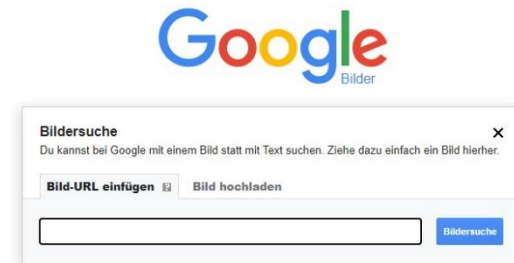 Google
Bilder
Bildersuche
Du kannst bei Google mit einem Bild statt mit Text suchen. Ziehe dazu einfach ein Bild hierher.
Bild-URL einfügen ? Bild hochladen
Bildersuche